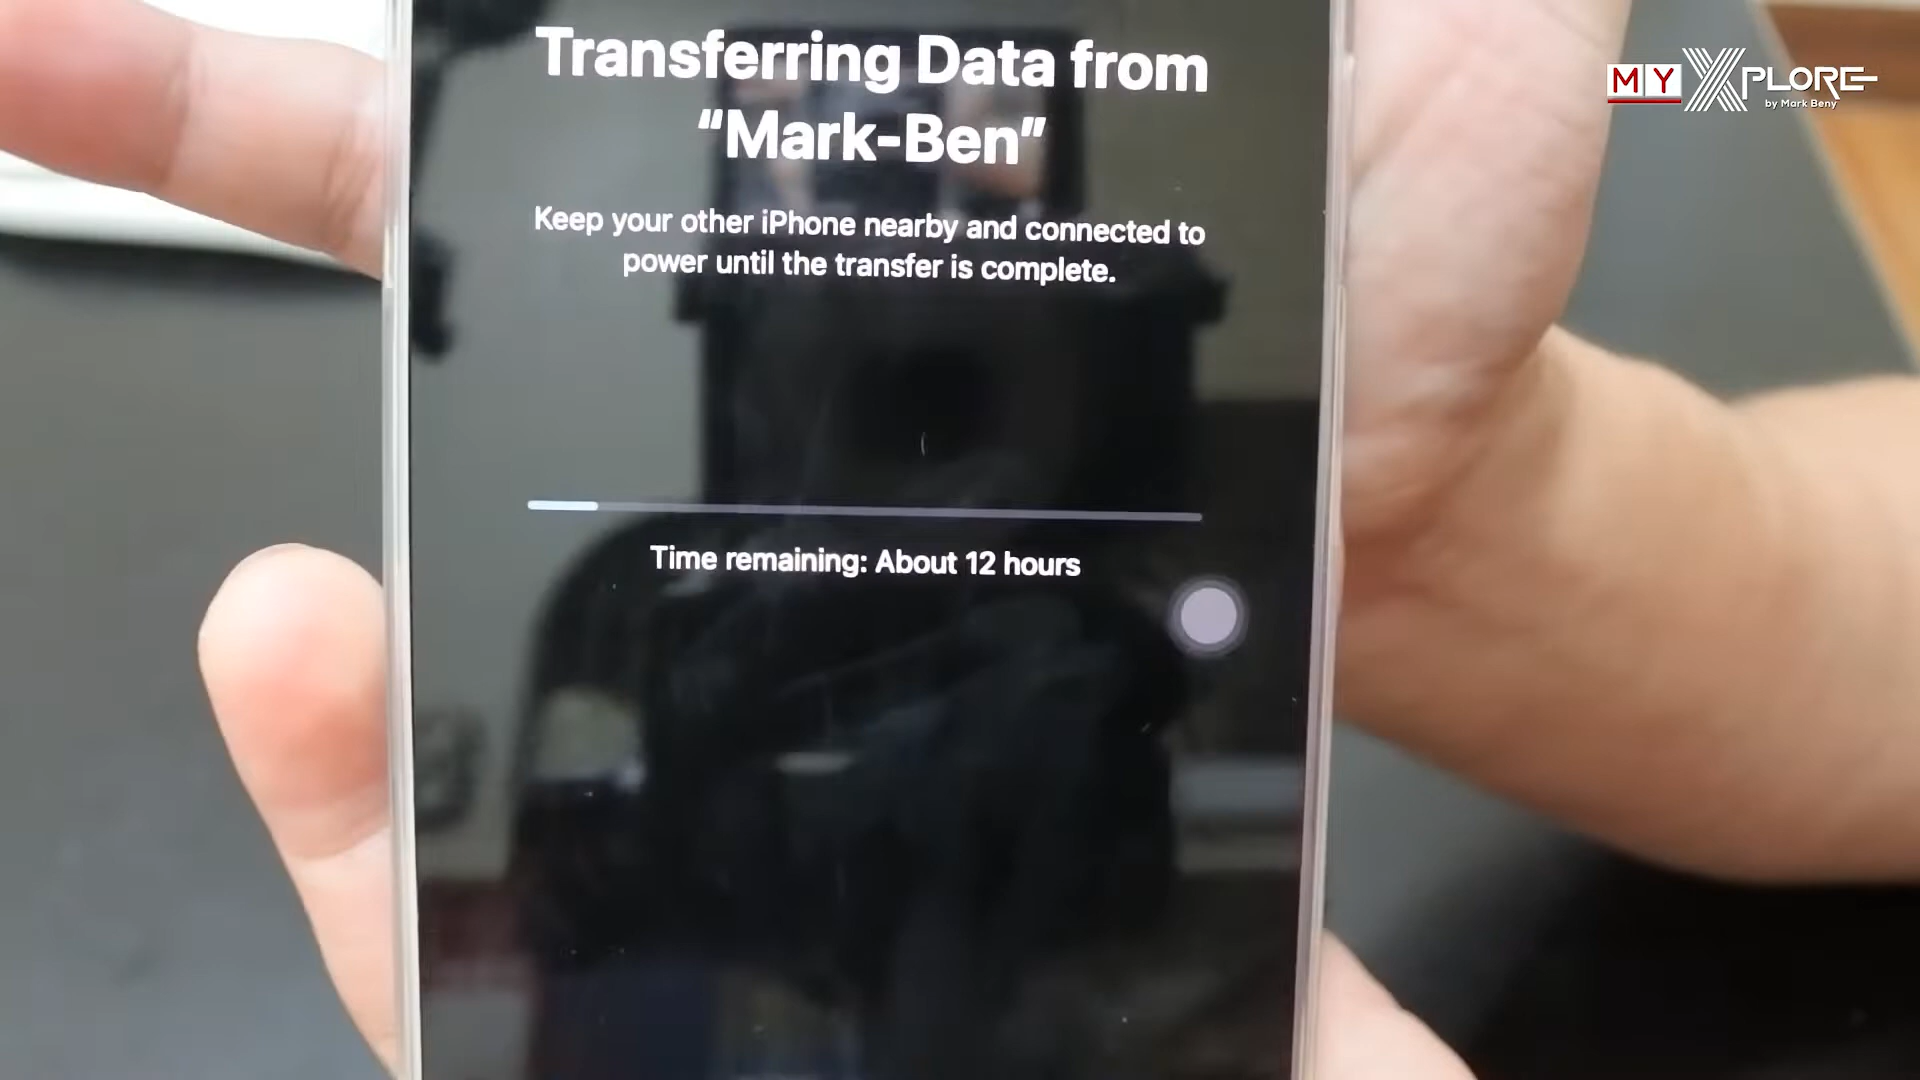 Transferring Data from
“Mark-Ben”
Keep your other iPhone nearby and connected to
power until the transfer is complete.
Time remaining: About 12 hours
MY XPLORE
by Mark Beny